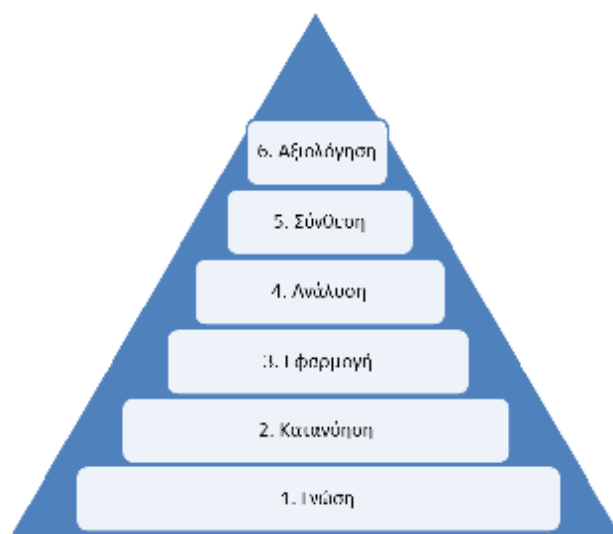 6. Αξιολόγηση
5. Σύνθεση
4. Ανάλυση
3. Εφαρμογή
2. Κατανόηση
1. Γνώση